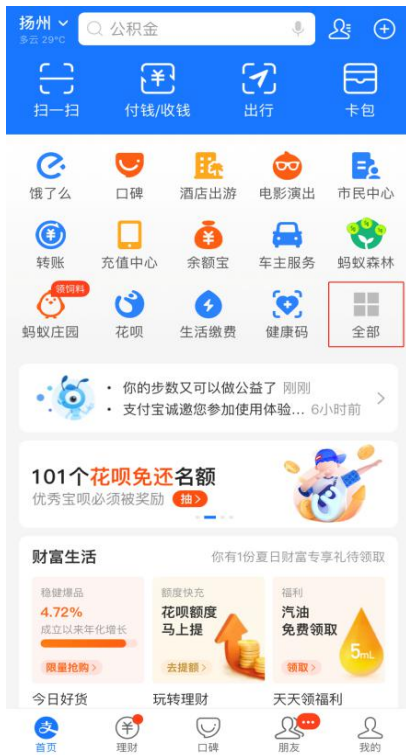 扬州
公积金
多云 29°C
扫一扫 付钱/收钱 出行 卡包
饿了么 口碑 酒店出游 电影演出 市民中心
转账 充值中心 余额宝 车主服务 蚂蚁森林
领饲料
蚂蚁庄园 花呗 生活缴费 健康码 全部
· 你的步数又可以做公益了 刚刚
· 支付宝诚邀您参加使用体验... 6小时前
101个花呗免还名额
优秀宝呗必须被奖励 抽>
财富生活 你有1份夏日财富专享礼待领取
稳健爆品 额度快充 福利
4.72% 花呗额度 汽油
成立以来年化增长 马上提 免费领取
5mL
限量抢购> 去提额> 领取>
今日好货 玩转理财 天天领福利
首页 理财 口碑 朋友 我的